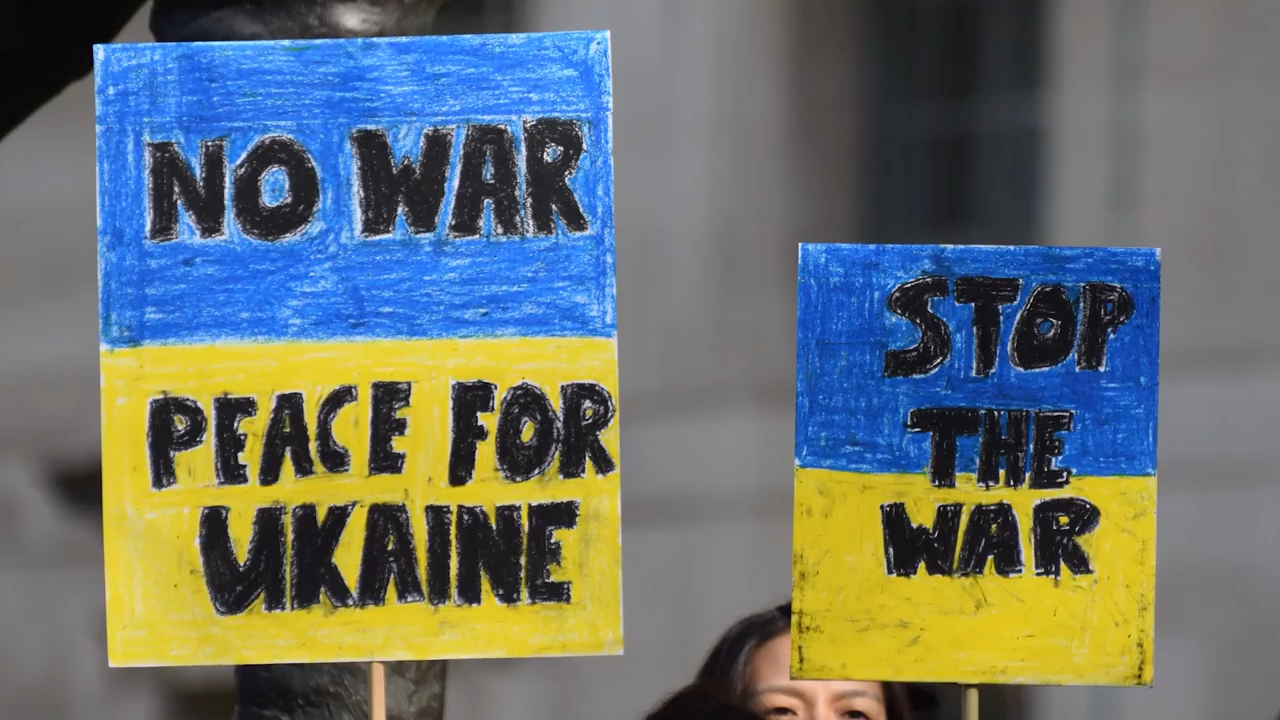 NO WAR
PEACE FOR
UKAINE
STOP
THE
WAR